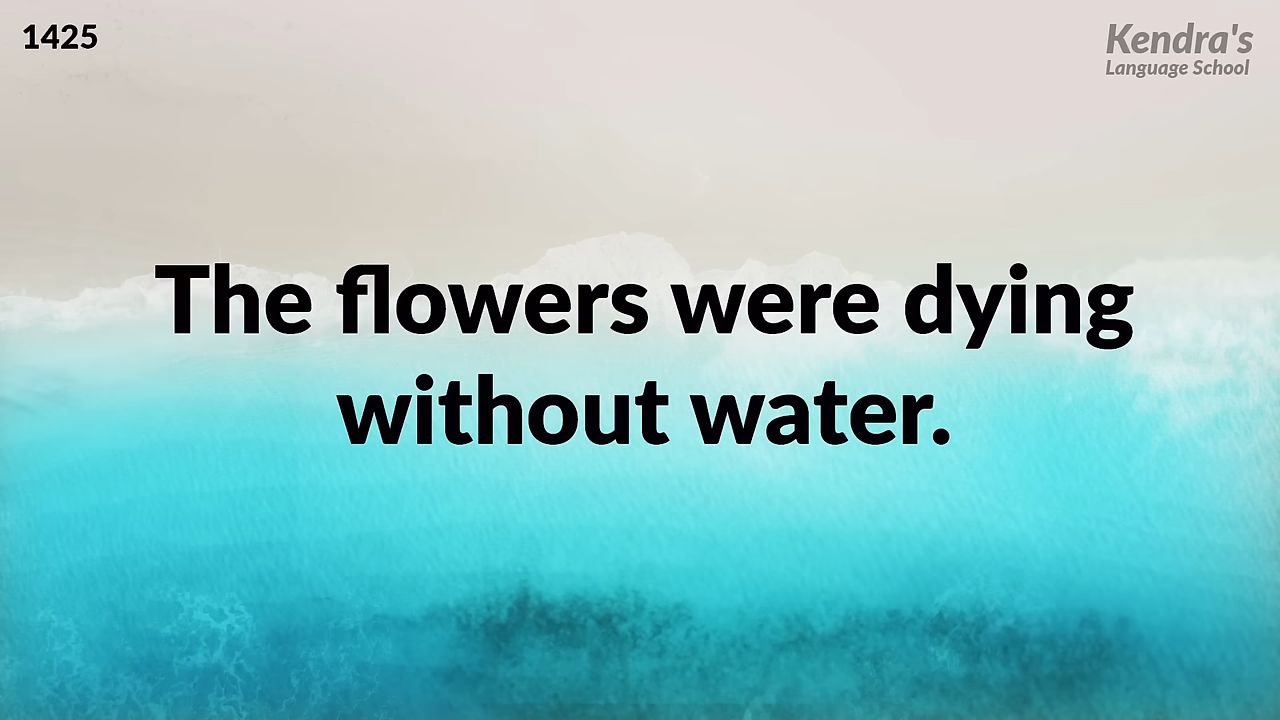 1425
Kendra's
Language School
The flowers were dying
without water.